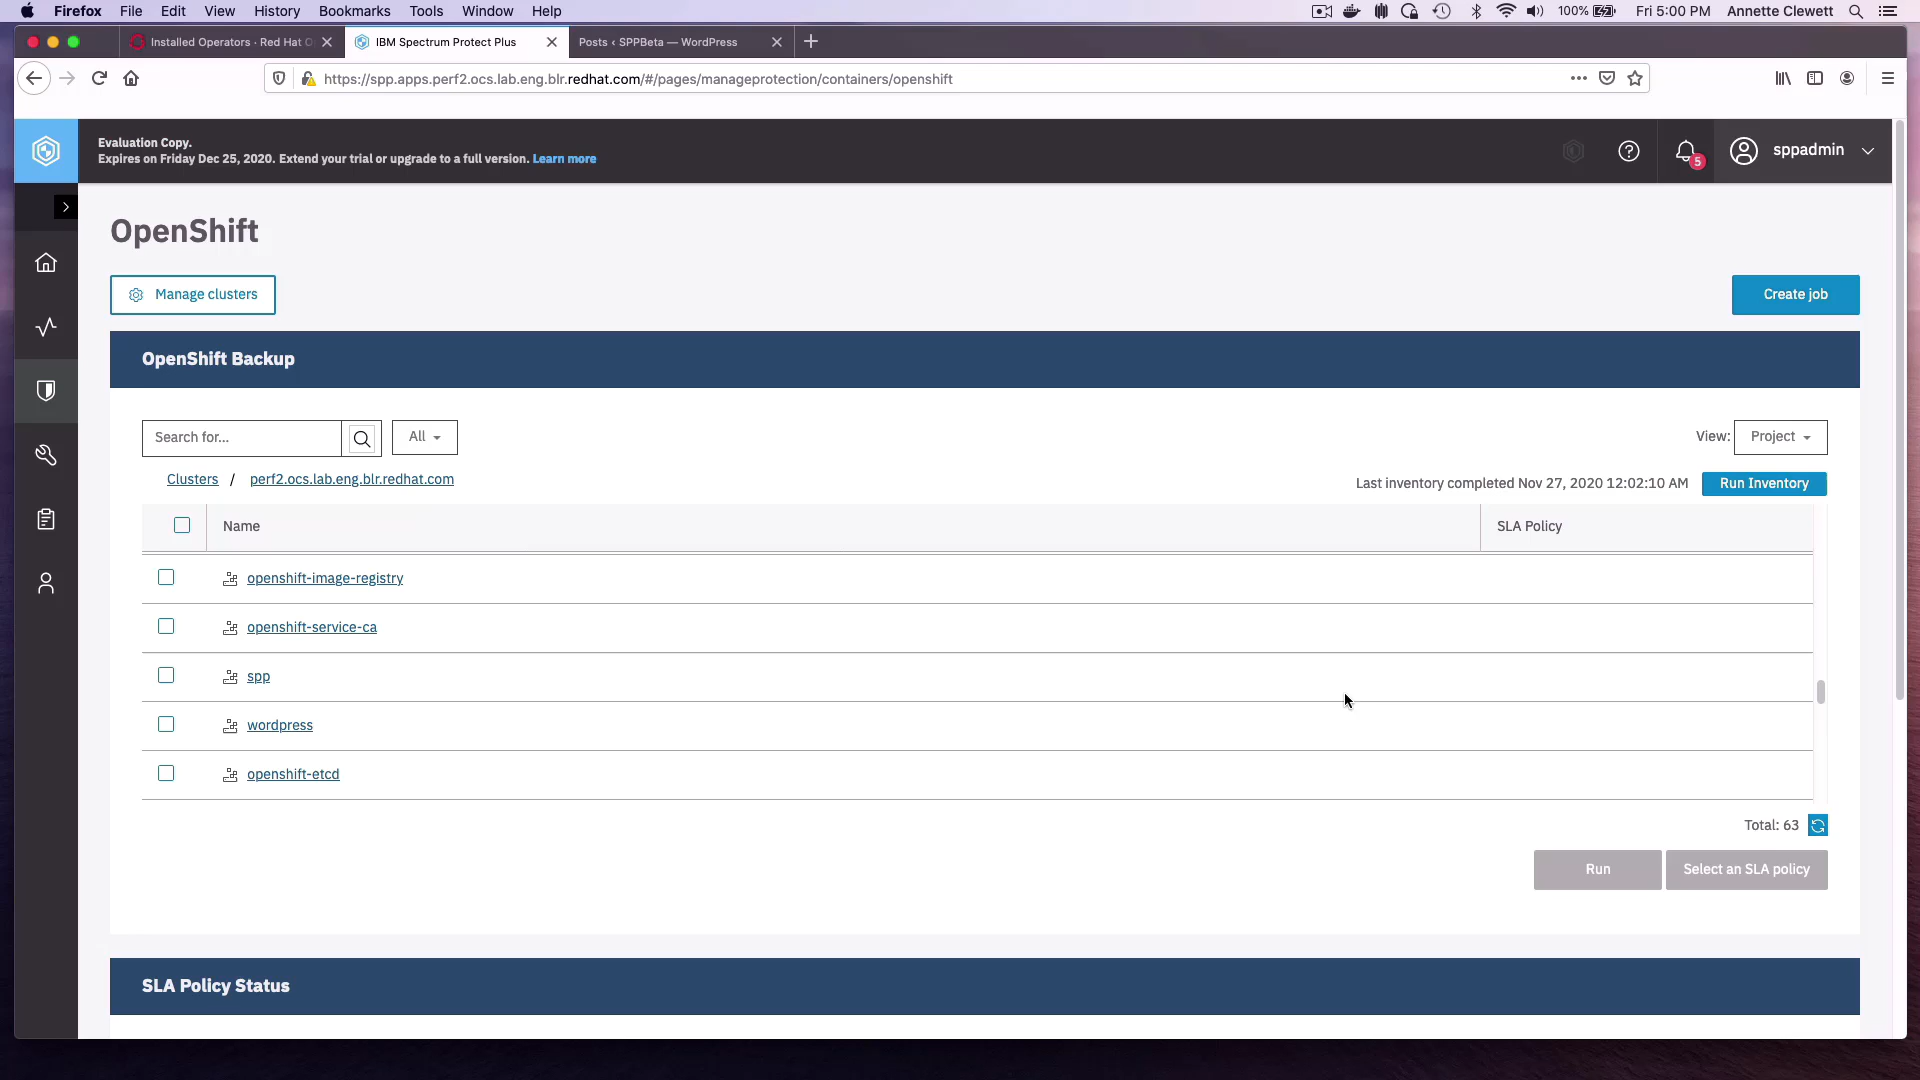 Firefox File Edit View History Bookmarks Tools Window Help 100% Fri 5:00 PM Annette Clewett
Installed Operators · Red Hat O IBM Spectrum Protect Plus Posts ‹ SPPBeta — WordPress
https://spp.apps.perf2.ocs.lab.eng.blr.redhat.com/#/pages/manageprotection/containers/openshift
Evaluation Copy.
Expires on Friday Dec 25, 2020. Extend your trial or upgrade to a full version. Learn more
5
sppadmin
OpenShift
Manage clusters
Create job
OpenShift Backup
Search for...
All
View: Project
Clusters / perf2.ocs.lab.eng.blr.redhat.com
Last inventory completed Nov 27, 2020 12:02:10 AM
Run Inventory
Name SLA Policy
openshift-image-registry
openshift-service-ca
spp
wordpress
openshift-etcd
Total: 63
Run
Select an SLA policy
SLA Policy Status